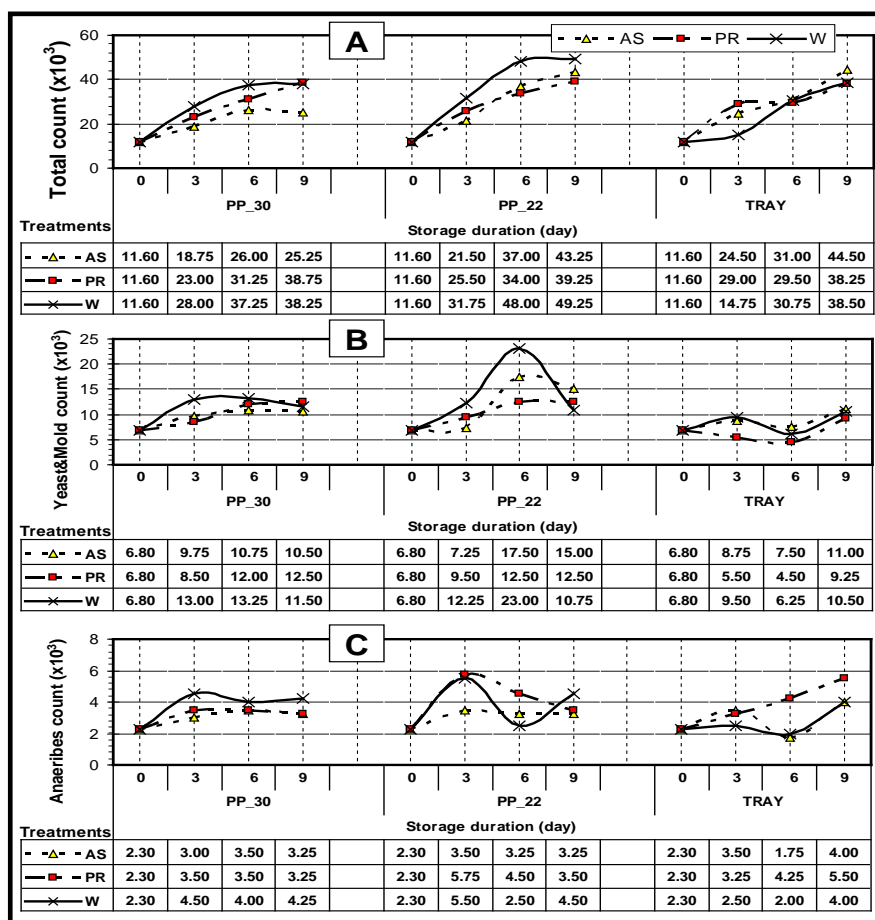 A
AS PR W
Total count (x10³)
60
40
20
0
0 3 6 9 0 3 6 9 0 3 6 9
PP_30 PP_22 TRAY
Treatments Storage duration (day)
AS 11.60 18.75 26.00 25.25 11.60 21.50 37.00 43.25 11.60 24.50 31.00 44.50
PR 11.60 23.00 31.25 38.75 11.60 25.50 34.00 39.25 11.60 29.00 29.50 38.25
W 11.60 28.00 37.25 38.25 11.60 31.75 48.00 49.25 11.60 14.75 30.75 38.50
B
Yeast&Mold count (x10³)
25
20
15
10
5
0
0 3 6 9 0 3 6 9 0 3 6 9
PP_30 PP_22 TRAY
Treatments Storage duration (day)
AS 6.80 9.75 10.75 10.50 6.80 7.25 17.50 15.00 6.80 8.75 7.50 11.00
PR 6.80 8.50 12.00 12.50 6.80 9.50 12.50 12.50 6.80 5.50 4.50 9.25
W 6.80 13.00 13.25 11.50 6.80 12.25 23.00 10.75 6.80 9.50 6.25 10.50
C
Anaeribes count (x10³)
8
6
4
2
0
0 3 6 9 0 3 6 9 0 3 6 9
PP_30 PP_22 TRAY
Treatments Storage duration (day)
AS 2.30 3.00 3.50 3.25 2.30 3.50 3.25 3.25 2.30 3.50 1.75 4.00
PR 2.30 3.50 3.50 3.25 2.30 5.75 4.50 3.50 2.30 3.25 4.25 5.50
W 2.30 4.50 4.00 4.25 2.30 5.50 2.50 4.50 2.30 2.50 2.00 4.00